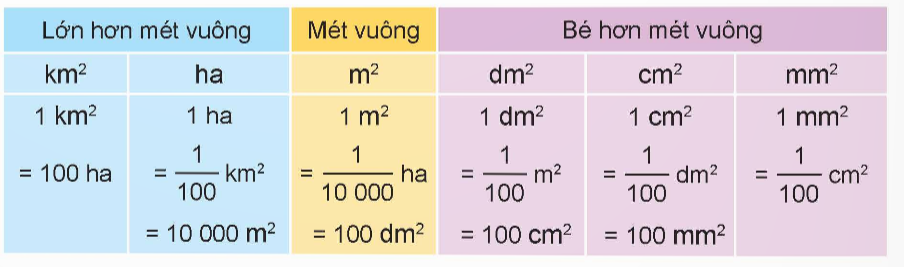 Lớn hơn mét vuông Mét vuông Bé hơn mét vuông
km² ha m² dm² cm² mm²
1 km² 1 ha 1 m² 1 dm² 1 cm² 1 mm²
= 100 ha = 1/100 km² = 1/10 000 ha = 1/100 m² = 1/100 dm² = 1/100 cm²
= 10 000 m² = 100 dm² = 100 cm² = 100 mm²